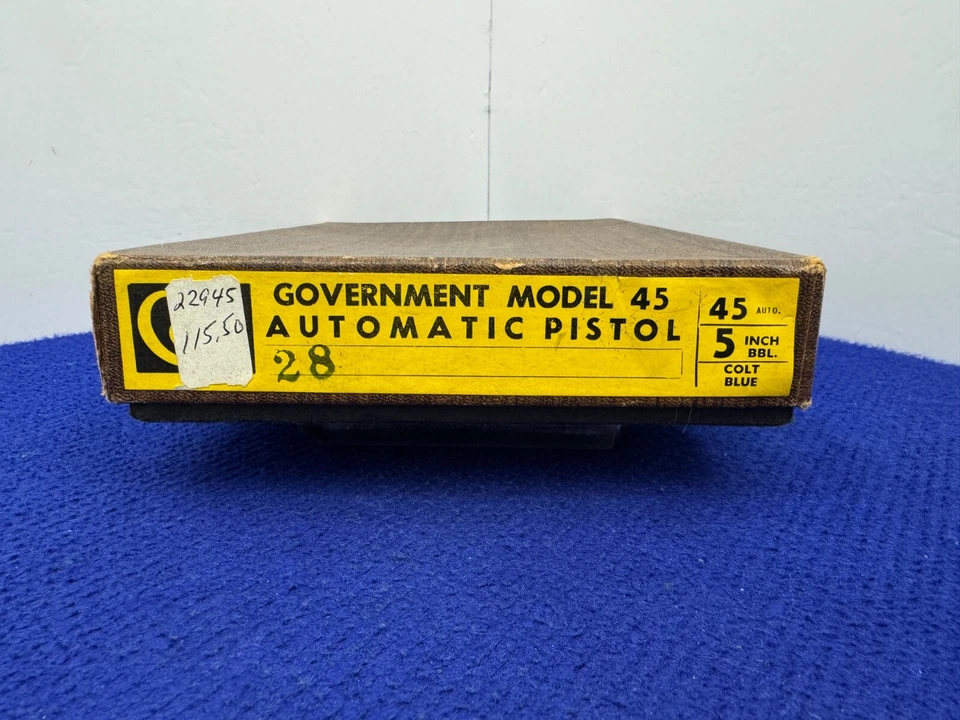 22945
115.50
GOVERNMENT MODEL 45
AUTOMATIC PISTOL
28
45 AUTO.
5 INCH BBL.
COLT
BLUE